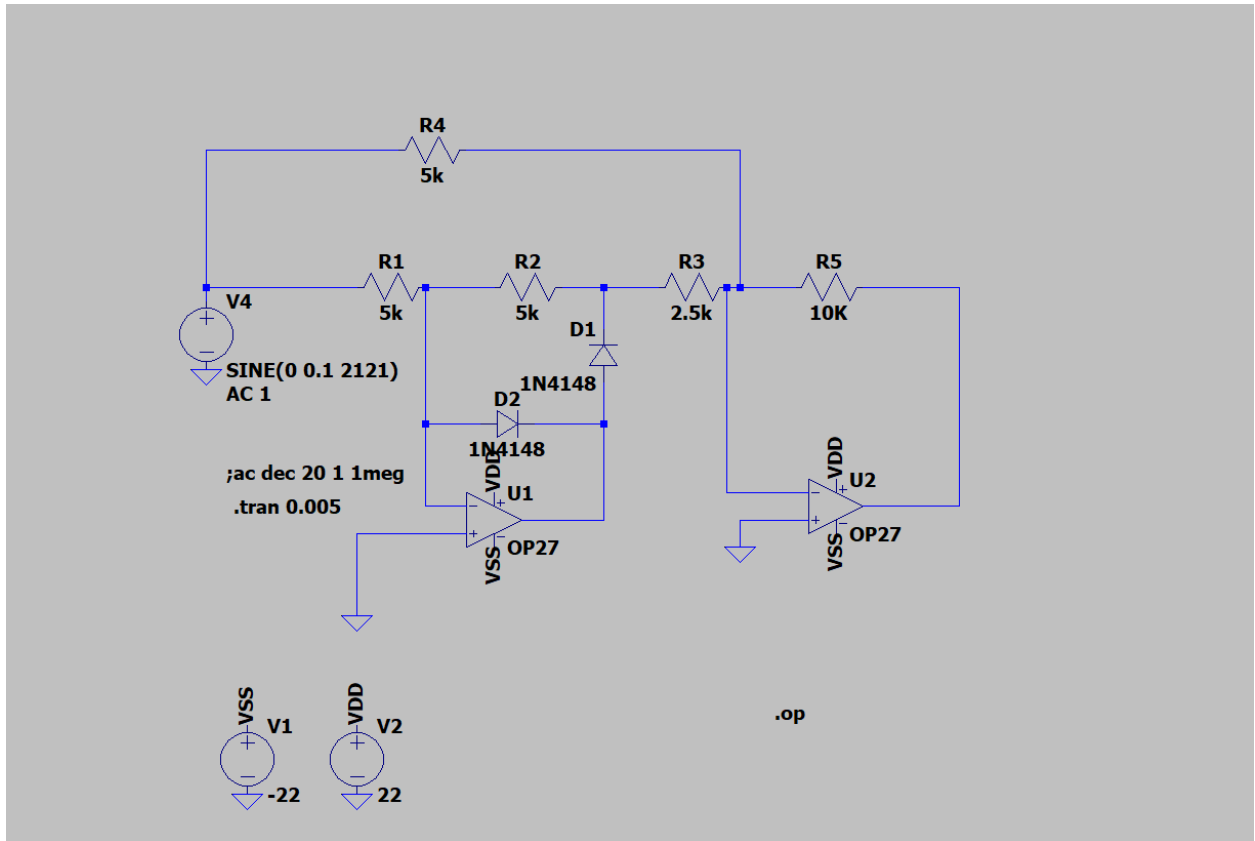 R4
5k
R1
R2
R3
R5
5k
5k
2.5k
10K
V4
+
−
D1
SINE(0 0.1 2121)
AC 1
1N4148
D2
1N4148
;ac dec 20 1 1meg
.tran 0.005
VDD
U1
+
−
+
−
OP27
VSS
VDD
U2
+
−
+
−
OP27
VSS
VSS
V1
+
−
-22
VDD
V2
+
−
22
.op